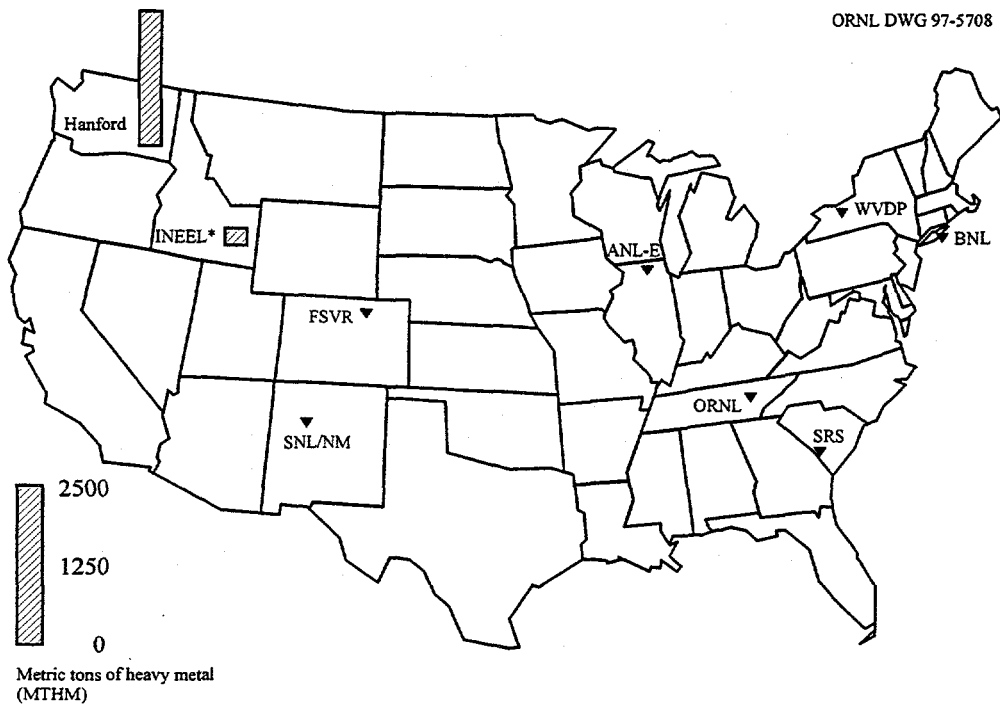 ORNL DWG 97-5708
Hanford
WVDP
INEEL*
BNL
ANL-E
FSVR
ORNL
SRS
SNL/NM
2500
1250
0
Metric tons of heavy metal
(MTHM)